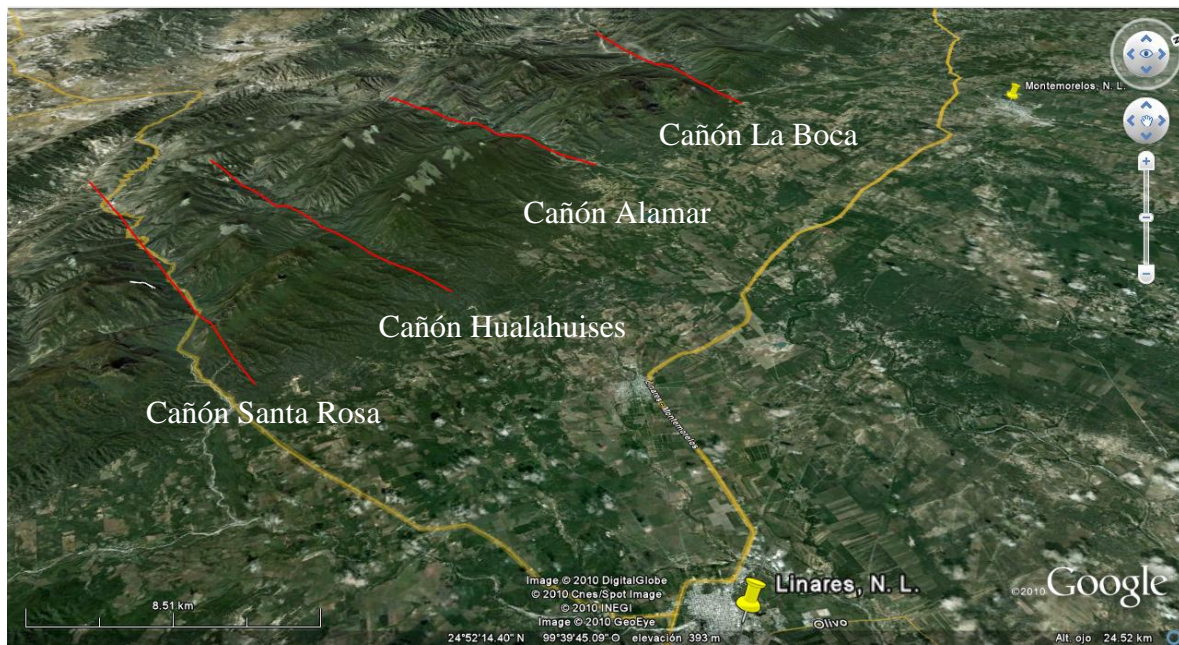 Montemorelos, N. L.
Cañón La Boca
Cañón Alamar
Cañón Hualahuises
Cañón Santa Rosa
Linares - Montemorelos
Linares, N. L.
Image © 2010 DigitalGlobe
© 2010 Cnes/Spot Image
© 2010 INEGI
Image © 2010 GeoEye
©2010 Google
8.51 km
Olivo
24°52'14.40" N 99°39'45.09" O elevación 393 m
Alt. ojo 24.52 km